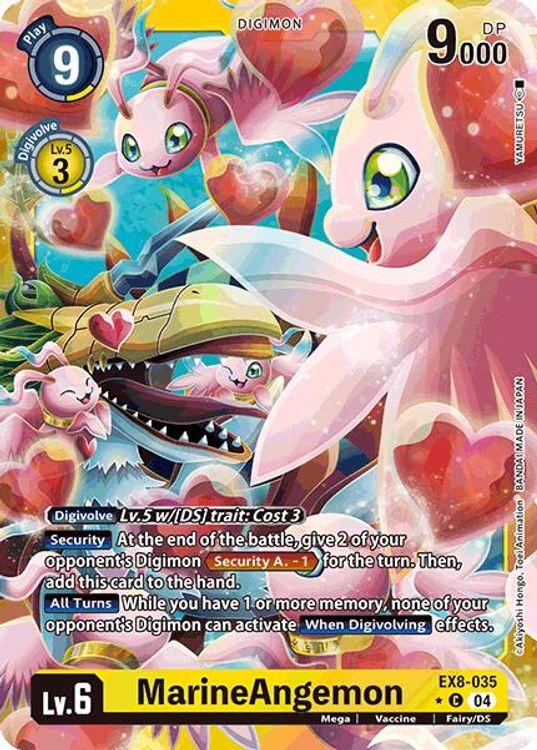 Play
9
DIGIMON
DP
9000
Digivolve
Lv.5
3
YAMURETSU
©Akiyoshi Hongo, Toei Animation BANDAI MADE IN JAPAN
Digivolve Lv.5 w/[DS] trait: Cost 3
Security At the end of the battle, give 2 of your
opponent's Digimon Security A. -1 for the turn. Then,
add this card to the hand.
All Turns While you have 1 or more memory, none of your
opponent's Digimon can activate When Digivolving effects.
Lv.6
MarineAngemon
EX8-035
C 04
Mega | Vaccine | Fairy/DS